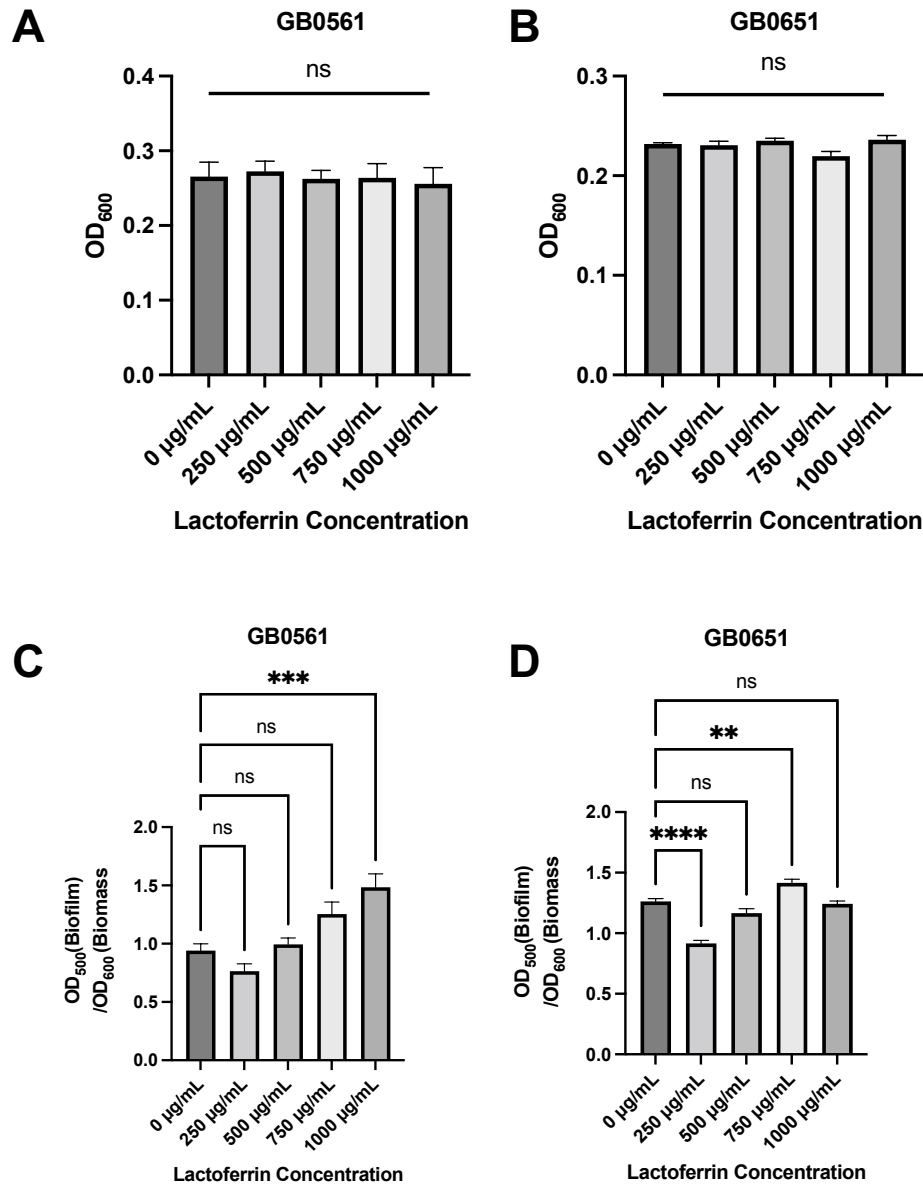 A
GB0561
ns
0.4
0.3
0.2
0.1
0.0
OD600
0 µg/mL
250 µg/mL
500 µg/mL
750 µg/mL
1000 µg/mL
Lactoferrin Concentration
B
GB0651
ns
0.3
0.2
0.1
0.0
OD600
0 µg/mL
250 µg/mL
500 µg/mL
750 µg/mL
1000 µg/mL
Lactoferrin Concentration
C
GB0561
***
ns
ns
ns
2.0
1.5
1.0
0.5
0.0
OD500(Biofilm)
/OD600 (Biomass
0 µg/mL
250 µg/mL
500 µg/mL
750 µg/mL
1000 µg/mL
Lactoferrin Concentration
D
GB0651
ns
**
ns
****
2.0
1.5
1.0
0.5
0.0
OD500(Biofilm)
/OD600 (Biomass
0 µg/mL
250 µg/mL
500 µg/mL
750 µg/mL
1000 µg/mL
Lactoferrin Concentration